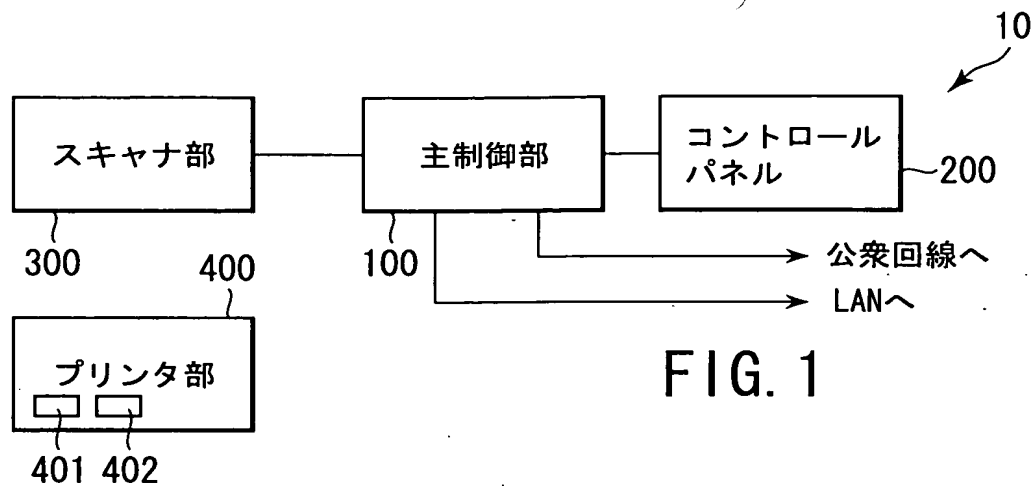 10
スキャナ部
主制御部
コントロール
パネル
200
300
400
100
公衆回線へ
LANへ
プリンタ部
401 402
FIG. 1